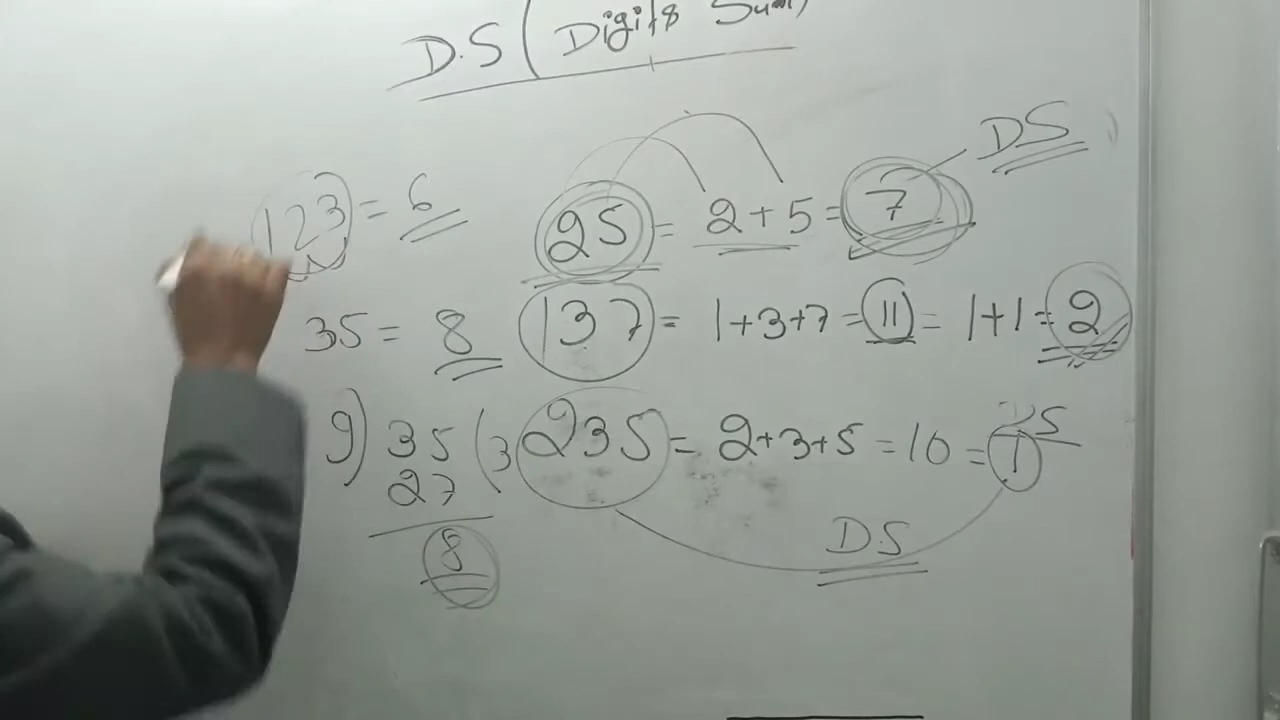 D.S ( Digits Sum)
DS
123 = 6
25 = 2 + 5 = 7
35 = 8
137 = 1+3+7 = 11 = 1+1 = 2
DS
9) 35 (3
27
8
235 = 2+3+5 = 10 = 1
DS